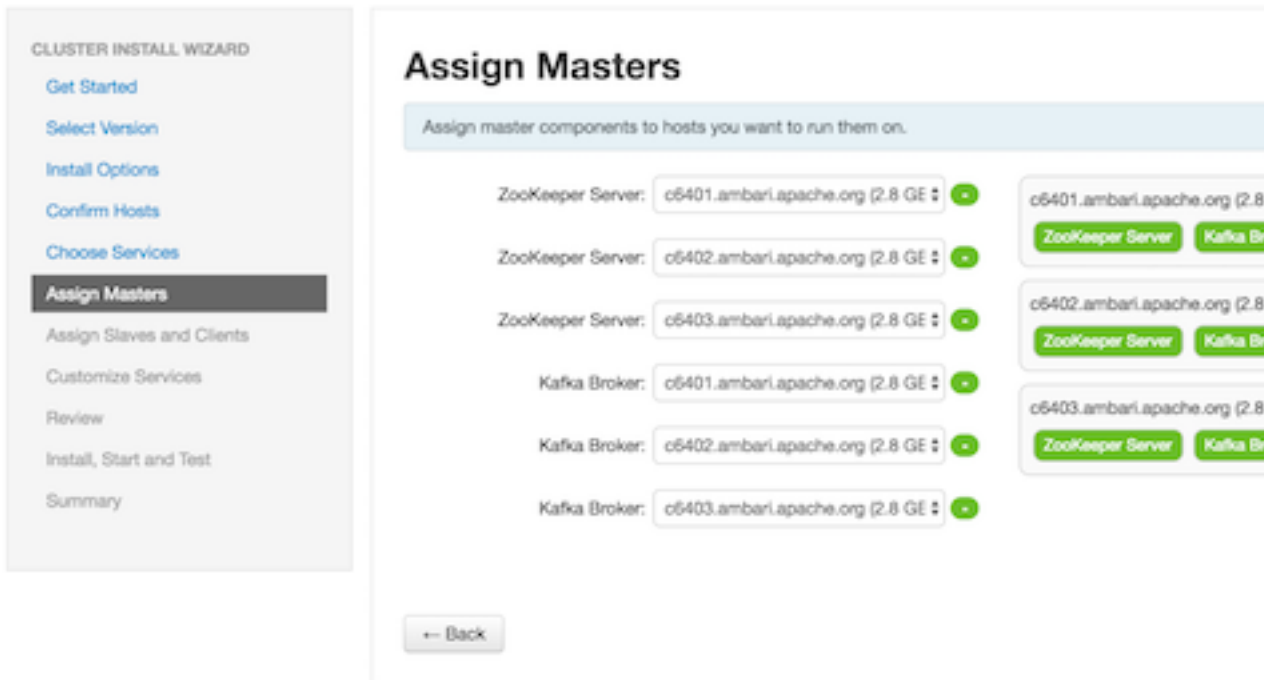 CLUSTER INSTALL WIZARD
Get Started
Select Version
Install Options
Confirm Hosts
Choose Services
Assign Masters
Assign Slaves and Clients
Customize Services
Review
Install, Start and Test
Summary
Assign Masters
Assign master components to hosts you want to run them on.
ZooKeeper Server: c6401.ambari.apache.org (2.8 GE -
ZooKeeper Server: c6402.ambari.apache.org (2.8 GE -
ZooKeeper Server: c6403.ambari.apache.org (2.8 GE -
Kafka Broker: c6401.ambari.apache.org (2.8 GE -
Kafka Broker: c6402.ambari.apache.org (2.8 GE -
Kafka Broker: c6403.ambari.apache.org (2.8 GE -
c6401.ambari.apache.org (2.8
ZooKeeper Server Kafka Br
c6402.ambari.apache.org (2.8
ZooKeeper Server Kafka Br
c6403.ambari.apache.org (2.8
ZooKeeper Server Kafka Br
← Back